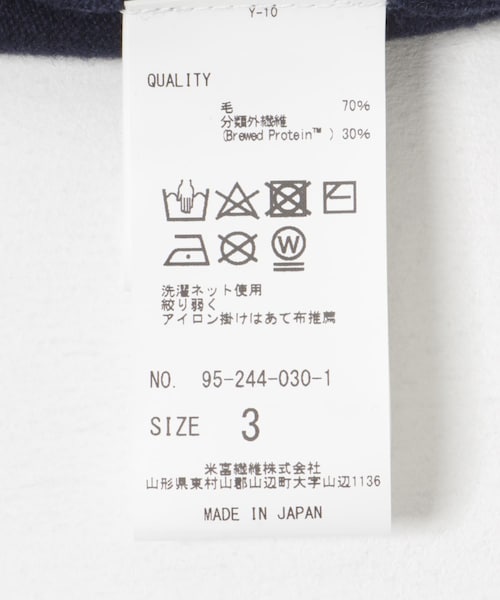 Y-10
QUALITY
毛 70%
分類外繊維
(Brewed Protein™ ) 30%
W
洗濯ネット使用
絞り弱く
アイロン掛けはあて布推薦
NO. 95-244-030-1
SIZE 3
米富繊維株式会社
山形県東村山郡山辺町大字山辺1136
MADE IN JAPAN